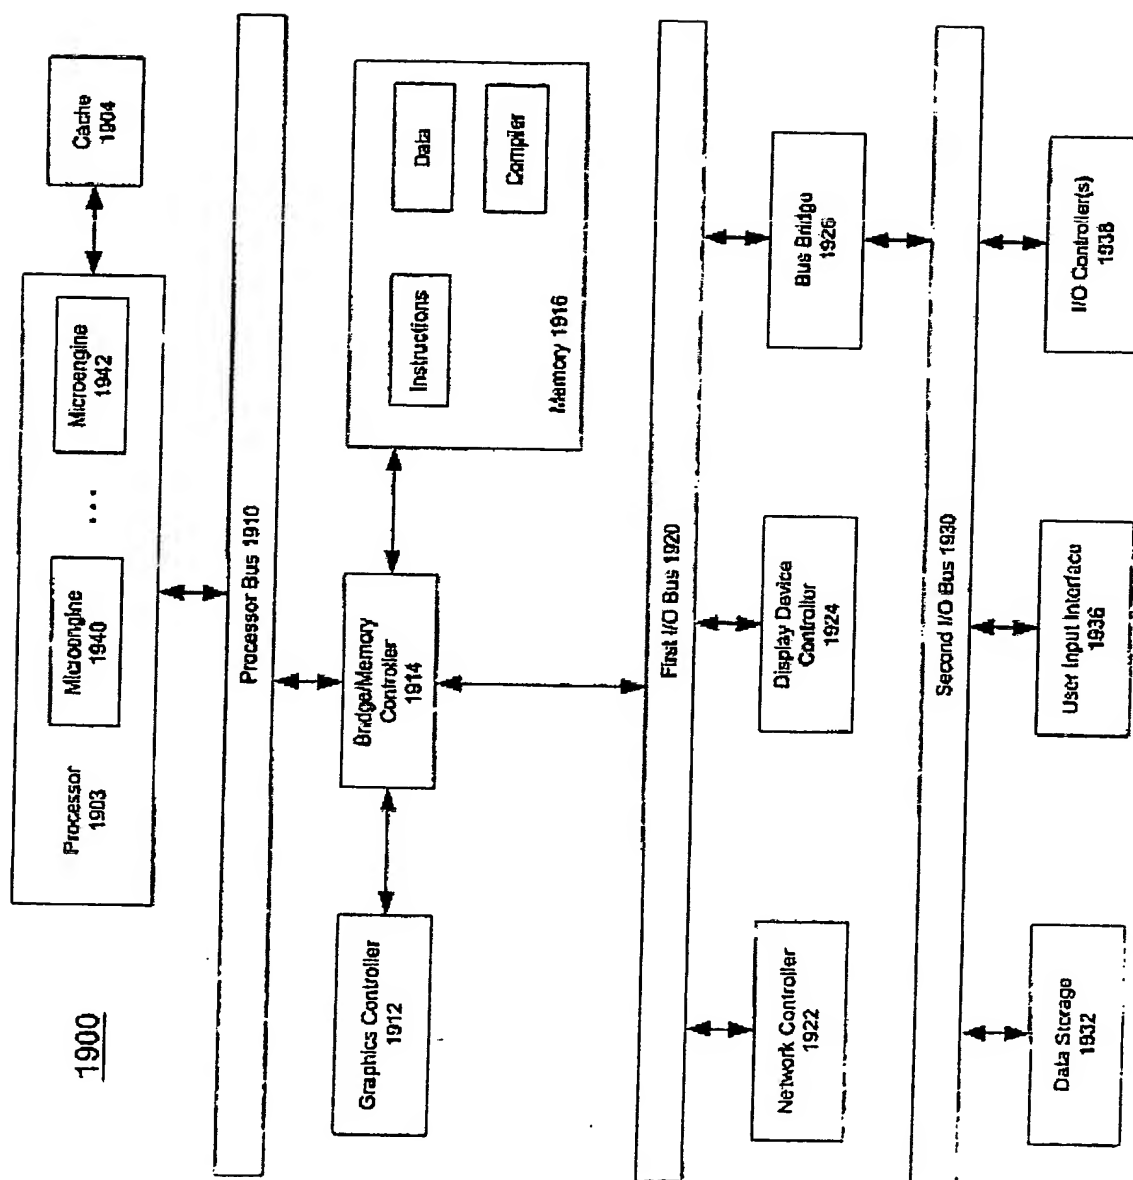 1900
Processor
1903
Microengine
1940
...
Microengine
1942
Cache
1904
Processor Bus 1910
Graphics Controller
1912
Bridge/Memory
Controller
1914
Instructions
Data
Compiler
Memory 1916
First I/O Bus 1920
Network Controller
1922
Display Device
Controller
1924
Bus Bridge
1926
Second I/O Bus 1930
Data Storage
1932
User Input Interface
1936
I/O Controller(s)
1938